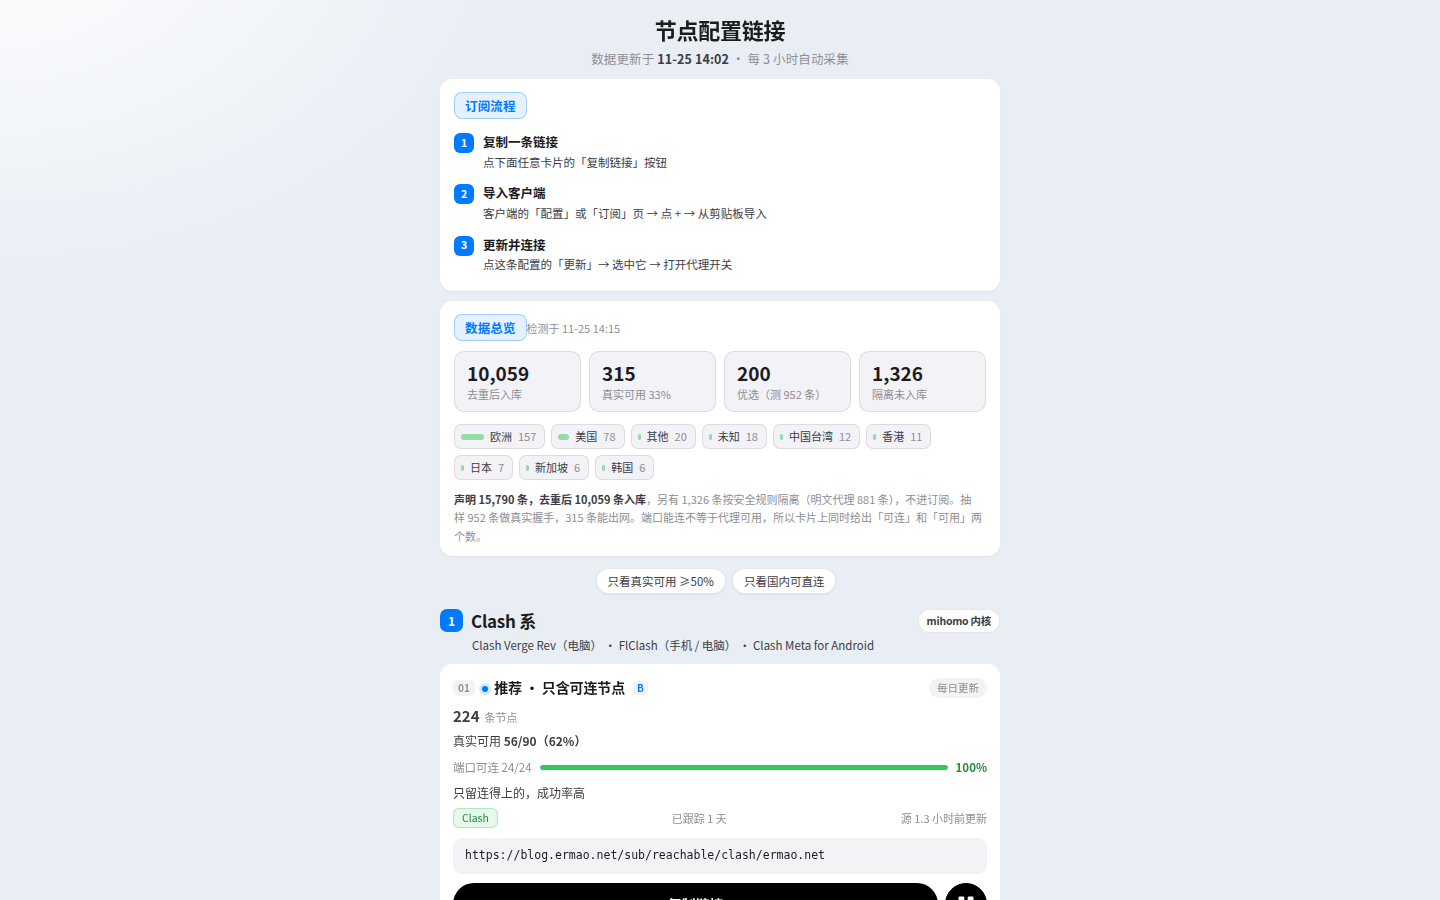 节点配置链接
数据更新于 11-25 14:02 · 每 3 小时自动采集
订阅流程
1 复制一条链接
点下面任意卡片的「复制链接」按钮
2 导入客户端
客户端的「配置」或「订阅」页 → 点 + → 从剪贴板导入
3 更新并连接
点这条配置的「更新」→ 选中它 → 打开代理开关
数据总览 检测于 11-25 14:15
10,059 315 200 1,326
去重后入库 真实可用 33% 优选（测 952 条） 隔离未入库
欧洲 157 美国 78 其他 20 未知 18 中国台湾 12 香港 11
日本 7 新加坡 6 韩国 6
声明 15,790 条，去重后 10,059 条入库，另有 1,326 条按安全规则隔离（明文代理 881 条），不进订阅。抽
样 952 条做真实握手，315 条能出网。端口能连不等于代理可用，所以卡片上同时给出「可连」和「可用」两
个数。
只看真实可用 ≥50% 只看国内可直连
1 Clash 系 mihomo 内核
Clash Verge Rev（电脑） · FlClash（手机 / 电脑） · Clash Meta for Android
01 推荐 · 只含可连节点 B 每日更新
224 条节点
真实可用 56/90（62%）
端口可连 24/24 100%
只留连得上的，成功率高
Clash 已跟踪 1 天 源 1.3 小时前更新
https://blog.ermao.net/sub/reachable/clash/ermao.net